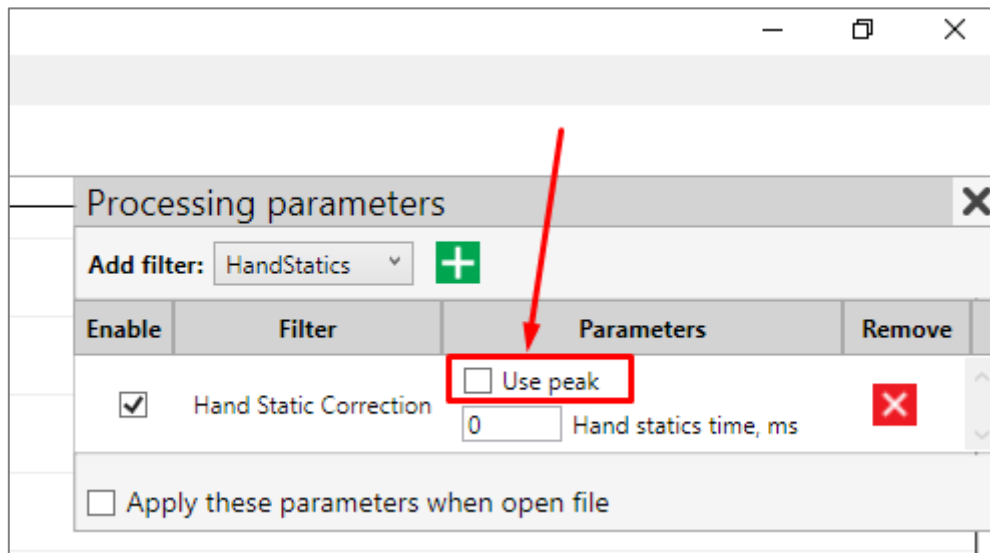 Processing parameters
Add filter: HandStatics
Enable Filter Parameters Remove
Use peak
Hand Static Correction
0 Hand statics time, ms
Apply these parameters when open file